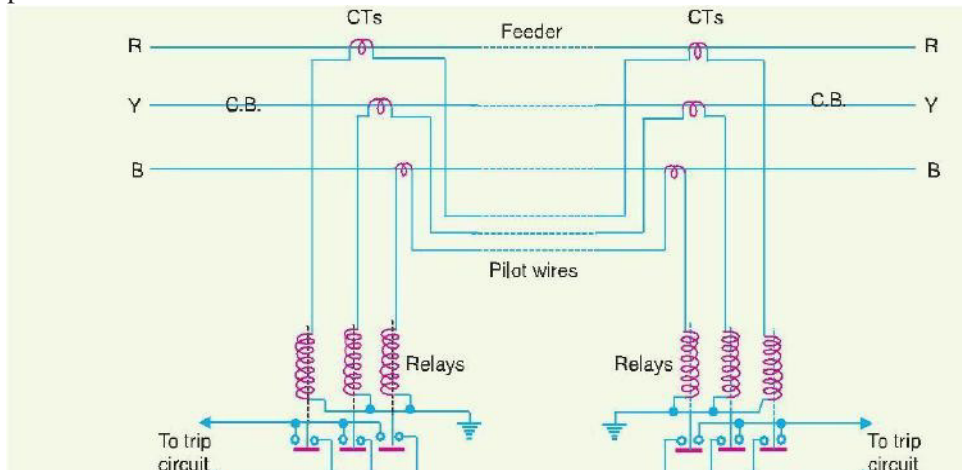 CTs CTs
R Feeder R
Y C.B. C.B. Y
B B
Pilot wires
Relays Relays
To trip To trip
circuit circuit